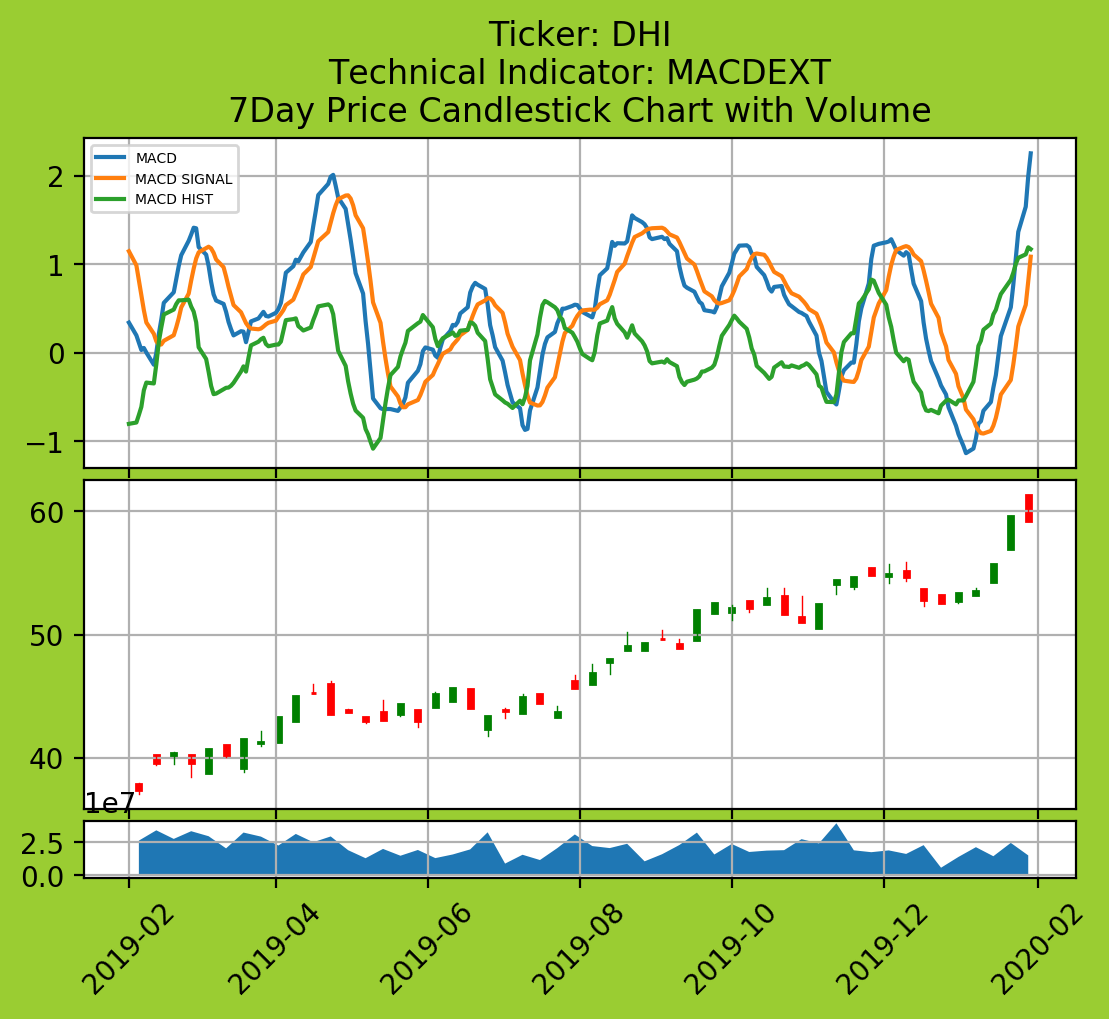 Ticker: DHI
Technical Indicator: MACDEXT
7Day Price Candlestick Chart with Volume
MACD
MACD SIGNAL
MACD HIST
2
1
0
−1
60
50
40
1e7
2.5
0.0
2019-02
2019-04
2019-06
2019-08
2019-10
2019-12
2020-02